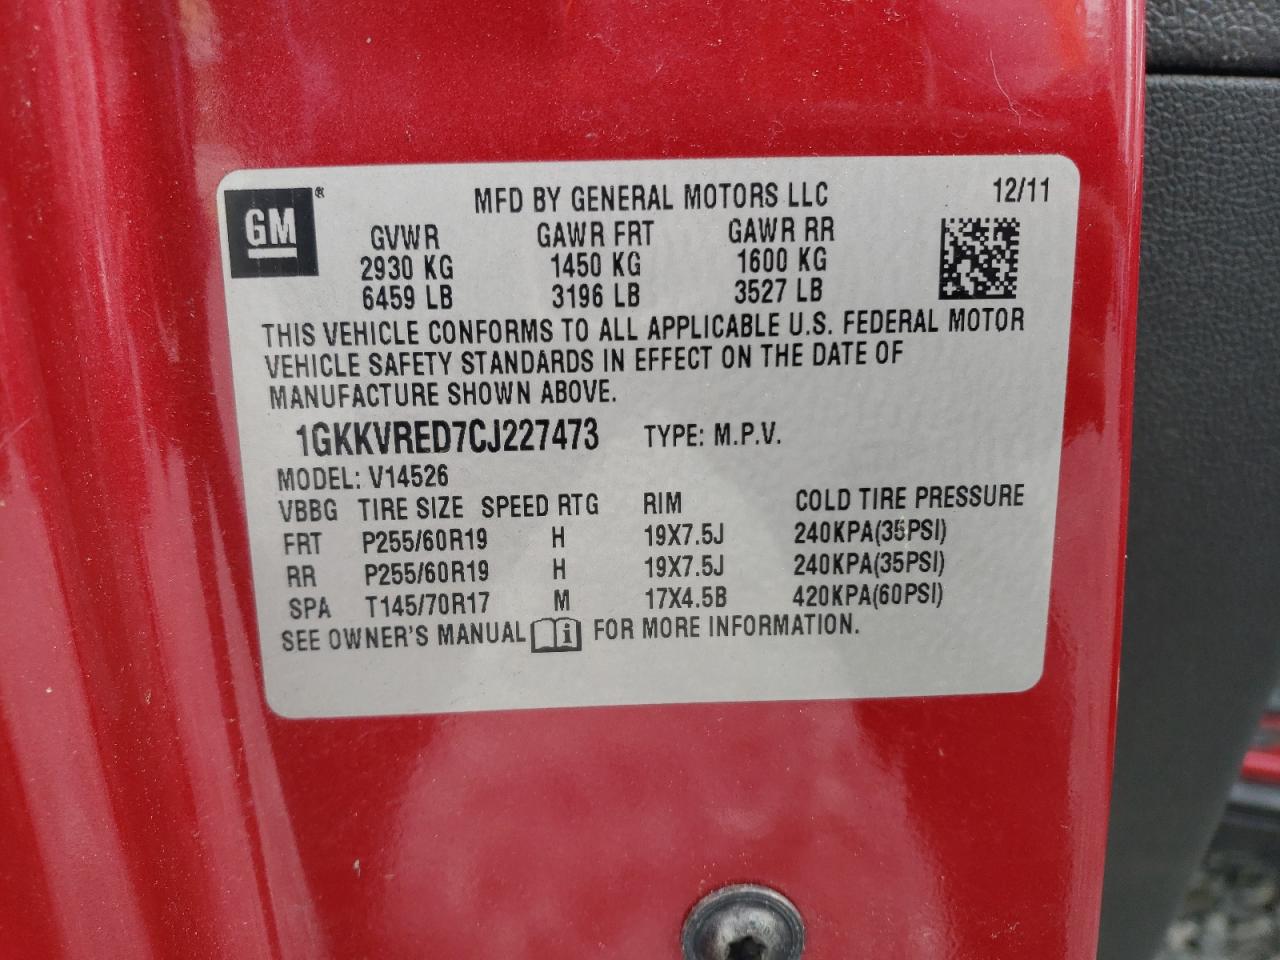 GM ® MFD BY GENERAL MOTORS LLC 12/11
GVWR GAWR FRT GAWR RR
2930 KG 1450 KG 1600 KG
6459 LB 3196 LB 3527 LB
THIS VEHICLE CONFORMS TO ALL APPLICABLE U.S. FEDERAL MOTOR
VEHICLE SAFETY STANDARDS IN EFFECT ON THE DATE OF
MANUFACTURE SHOWN ABOVE.
1GKKVRED7CJ227473 TYPE: M.P.V.
MODEL: V14526
VBBG TIRE SIZE SPEED RTG RIM COLD TIRE PRESSURE
FRT P255/60R19 H 19X7.5J 240KPA(35PSI)
RR P255/60R19 H 19X7.5J 240KPA(35PSI)
SPA T145/70R17 M 17X4.5B 420KPA(60PSI)
SEE OWNER'S MANUAL i FOR MORE INFORMATION.